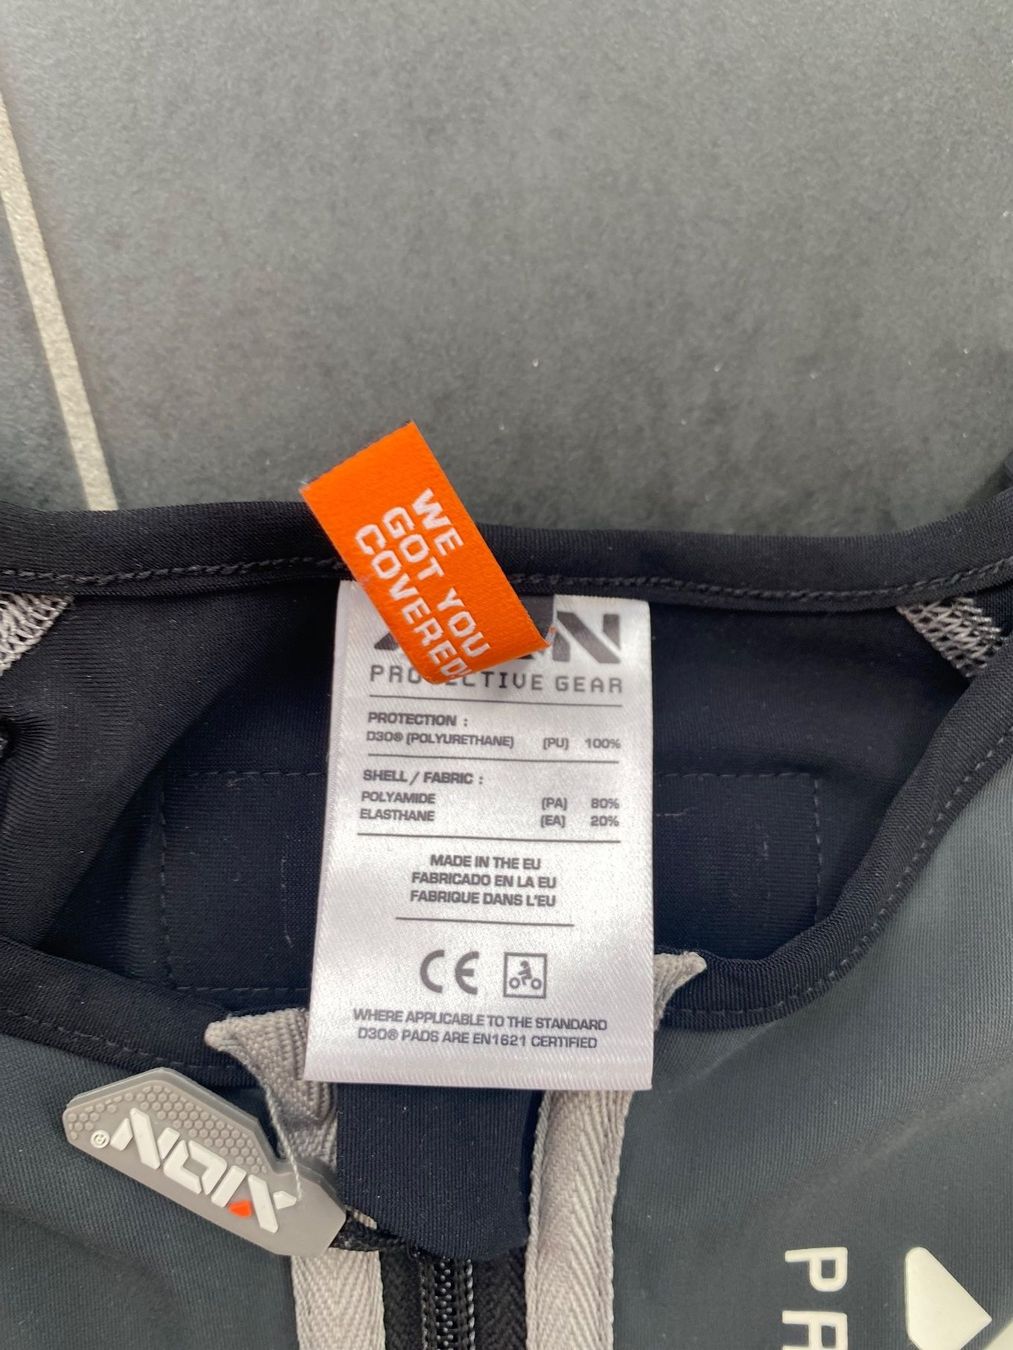 WE
GOT YOU
COVERED!
PROTECTIVE GEAR
PROTECTION :
D3O® (POLYURETHANE) (PU) 100%
SHELL / FABRIC :
POLYAMIDE (PA) 80%
ELASTHANE (EA) 20%
MADE IN THE EU
FABRICADO EN LA EU
FABRIQUE DANS L'EU
CE
WHERE APPLICABLE TO THE STANDARD
D3O® PADS ARE EN1621 CERTIFIED
XION®
PR